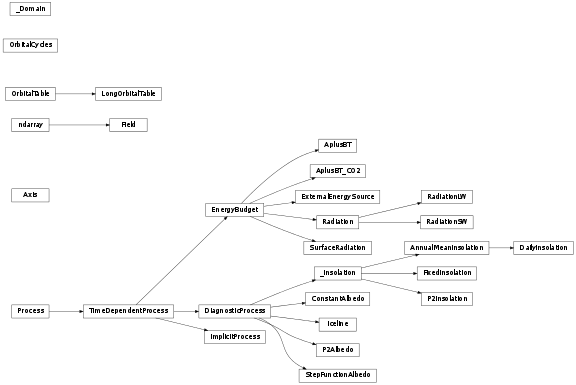 _Domain
OrbitalCycles
OrbitalTable
LongOrbitalTable
ndarray
Field
AplusBT
AplusBT_CO2
Axis
ExternalEnergySource
RadiationLW
EnergyBudget
Radiation
RadiationSW
SurfaceRadiation
AnnualMeanInsolation
DailyInsolation
_Insolation
FixedInsolation
ConstantAlbedo
P2Insolation
Process
TimeDependentProcess
DiagnosticProcess
Iceline
ImplicitProcess
P2Albedo
StepFunctionAlbedo